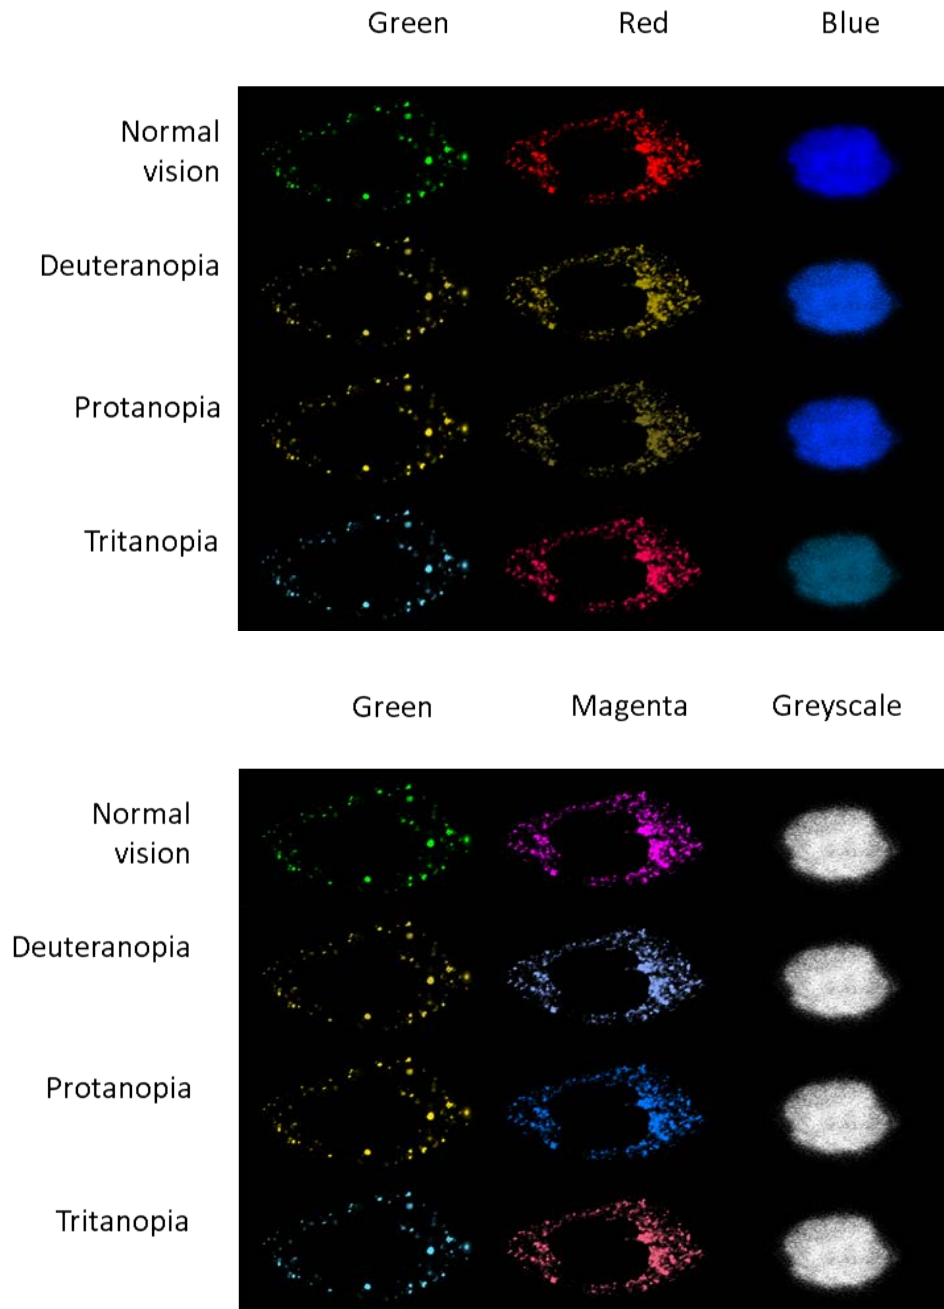 Green Red Blue
Normal
vision
Deuteranopia
Protanopia
Tritanopia
Green Magenta Greyscale
Normal
vision
Deuteranopia
Protanopia
Tritanopia